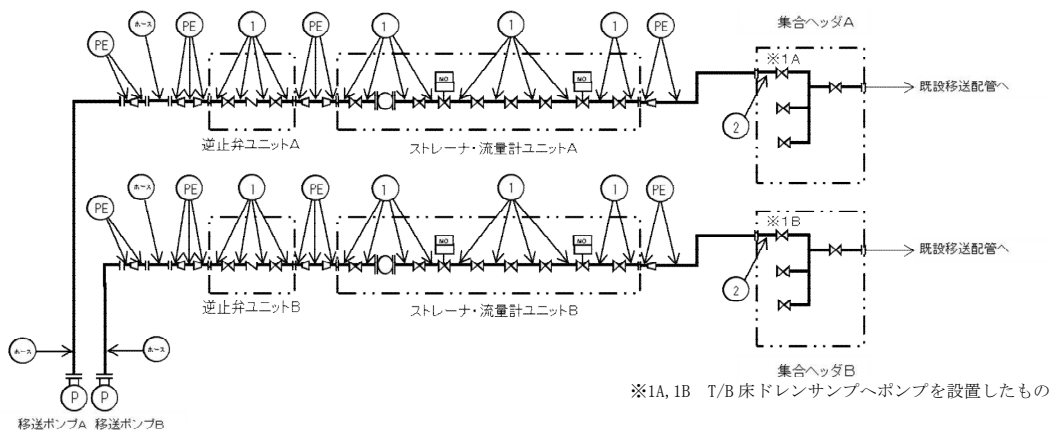 集合ヘッダA
PE ホース PE 1 PE 1 1 1 PE
※1A
MO MO
既設移送配管へ
2
逆止弁ユニットA
ストレーナ・流量計ユニットA
PE ホース PE 1 PE 1 1 1 PE
※1B
MO MO
既設移送配管へ
2
逆止弁ユニットB
ストレーナ・流量計ユニットB
ホース ホース
集合ヘッダB
※1A,1B T/B床ドレンサンプへポンプを設置したもの
P P
移送ポンプA 移送ポンプB